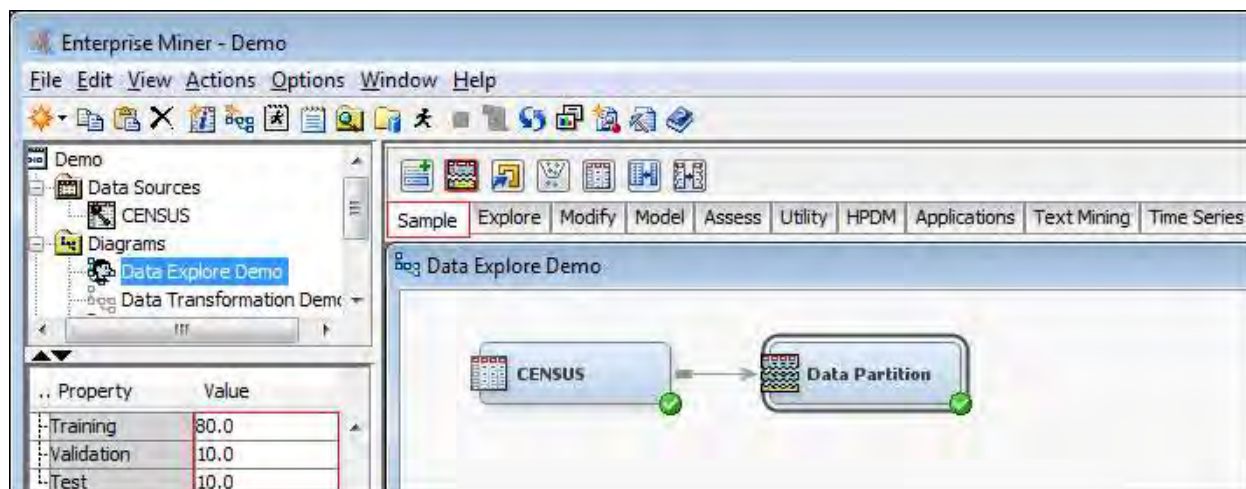 Enterprise Miner - Demo
File Edit View Actions Options Window Help
Demo
Data Sources
CENSUS
Diagrams
Data Explore Demo
Data Transformation Dem
.. Property Value
Training 80.0
Validation 10.0
Test 10.0
Sample Explore Modify Model Assess Utility HPDM Applications Text Mining Time Series
Data Explore Demo
CENSUS
Data Partition